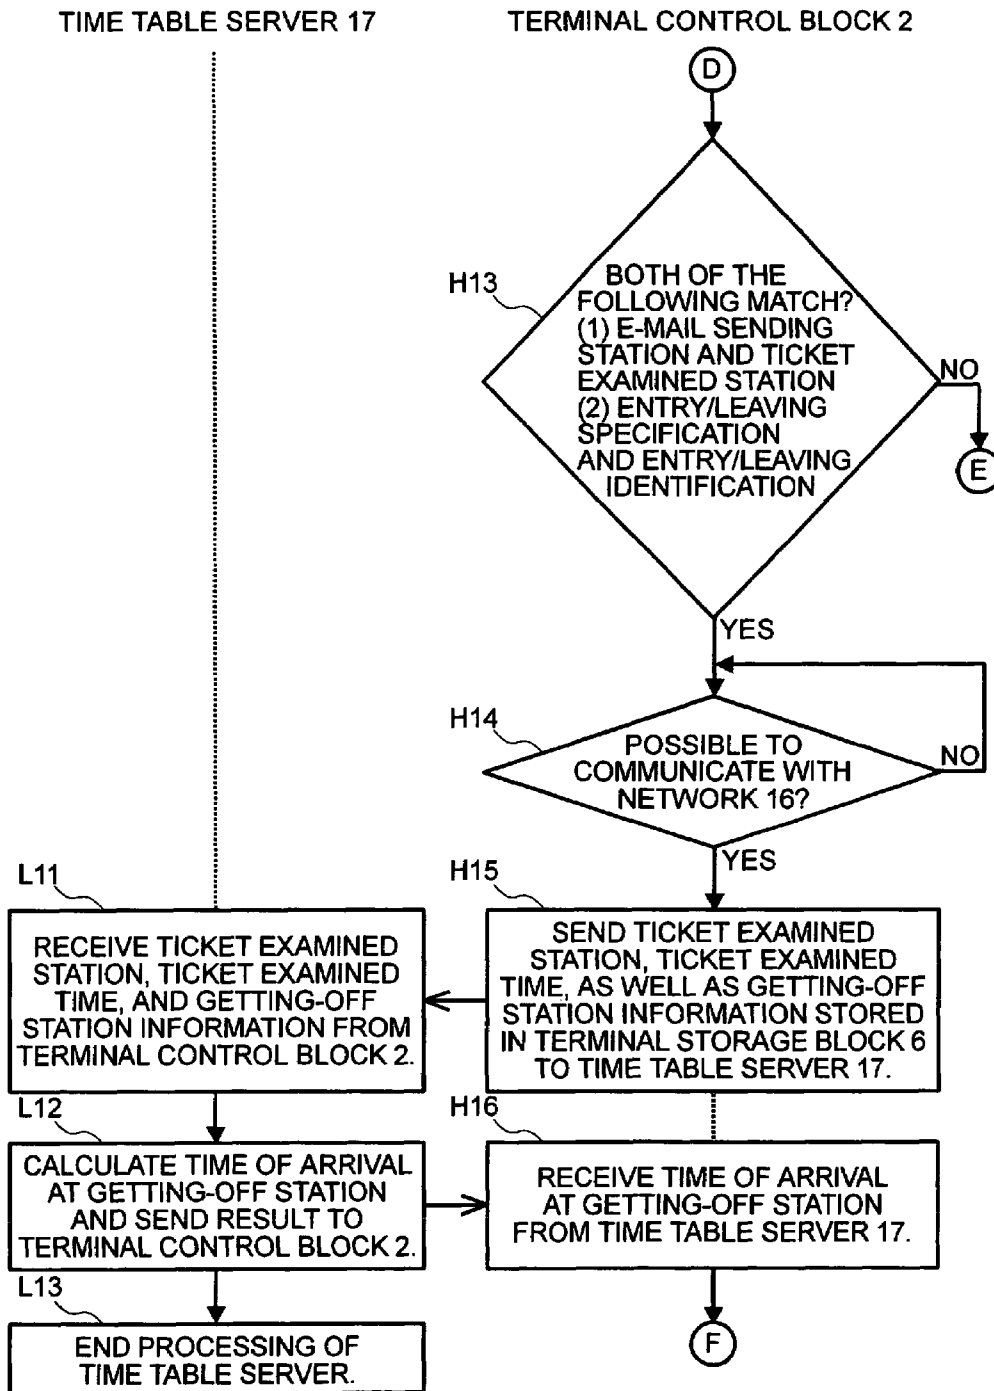 TIME TABLE SERVER 17
TERMINAL CONTROL BLOCK 2
D
H13
BOTH OF THE
FOLLOWING MATCH?
(1) E-MAIL SENDING
STATION AND TICKET
EXAMINED STATION
(2) ENTRY/LEAVING
SPECIFICATION
AND ENTRY/LEAVING
IDENTIFICATION
NO
E
YES
H14
POSSIBLE TO
COMMUNICATE WITH
NETWORK 16?
NO
YES
L11
RECEIVE TICKET EXAMINED
STATION, TICKET EXAMINED
TIME, AND GETTING-OFF
STATION INFORMATION FROM
TERMINAL CONTROL BLOCK 2.
H15
SEND TICKET EXAMINED
STATION, TICKET EXAMINED
TIME, AS WELL AS GETTING-OFF
STATION INFORMATION STORED
IN TERMINAL STORAGE BLOCK 6
TO TIME TABLE SERVER 17.
L12
CALCULATE TIME OF ARRIVAL
AT GETTING-OFF STATION
AND SEND RESULT TO
TERMINAL CONTROL BLOCK 2.
H16
RECEIVE TIME OF ARRIVAL
AT GETTING-OFF STATION
FROM TIME TABLE SERVER 17.
L13
END PROCESSING OF
TIME TABLE SERVER.
F